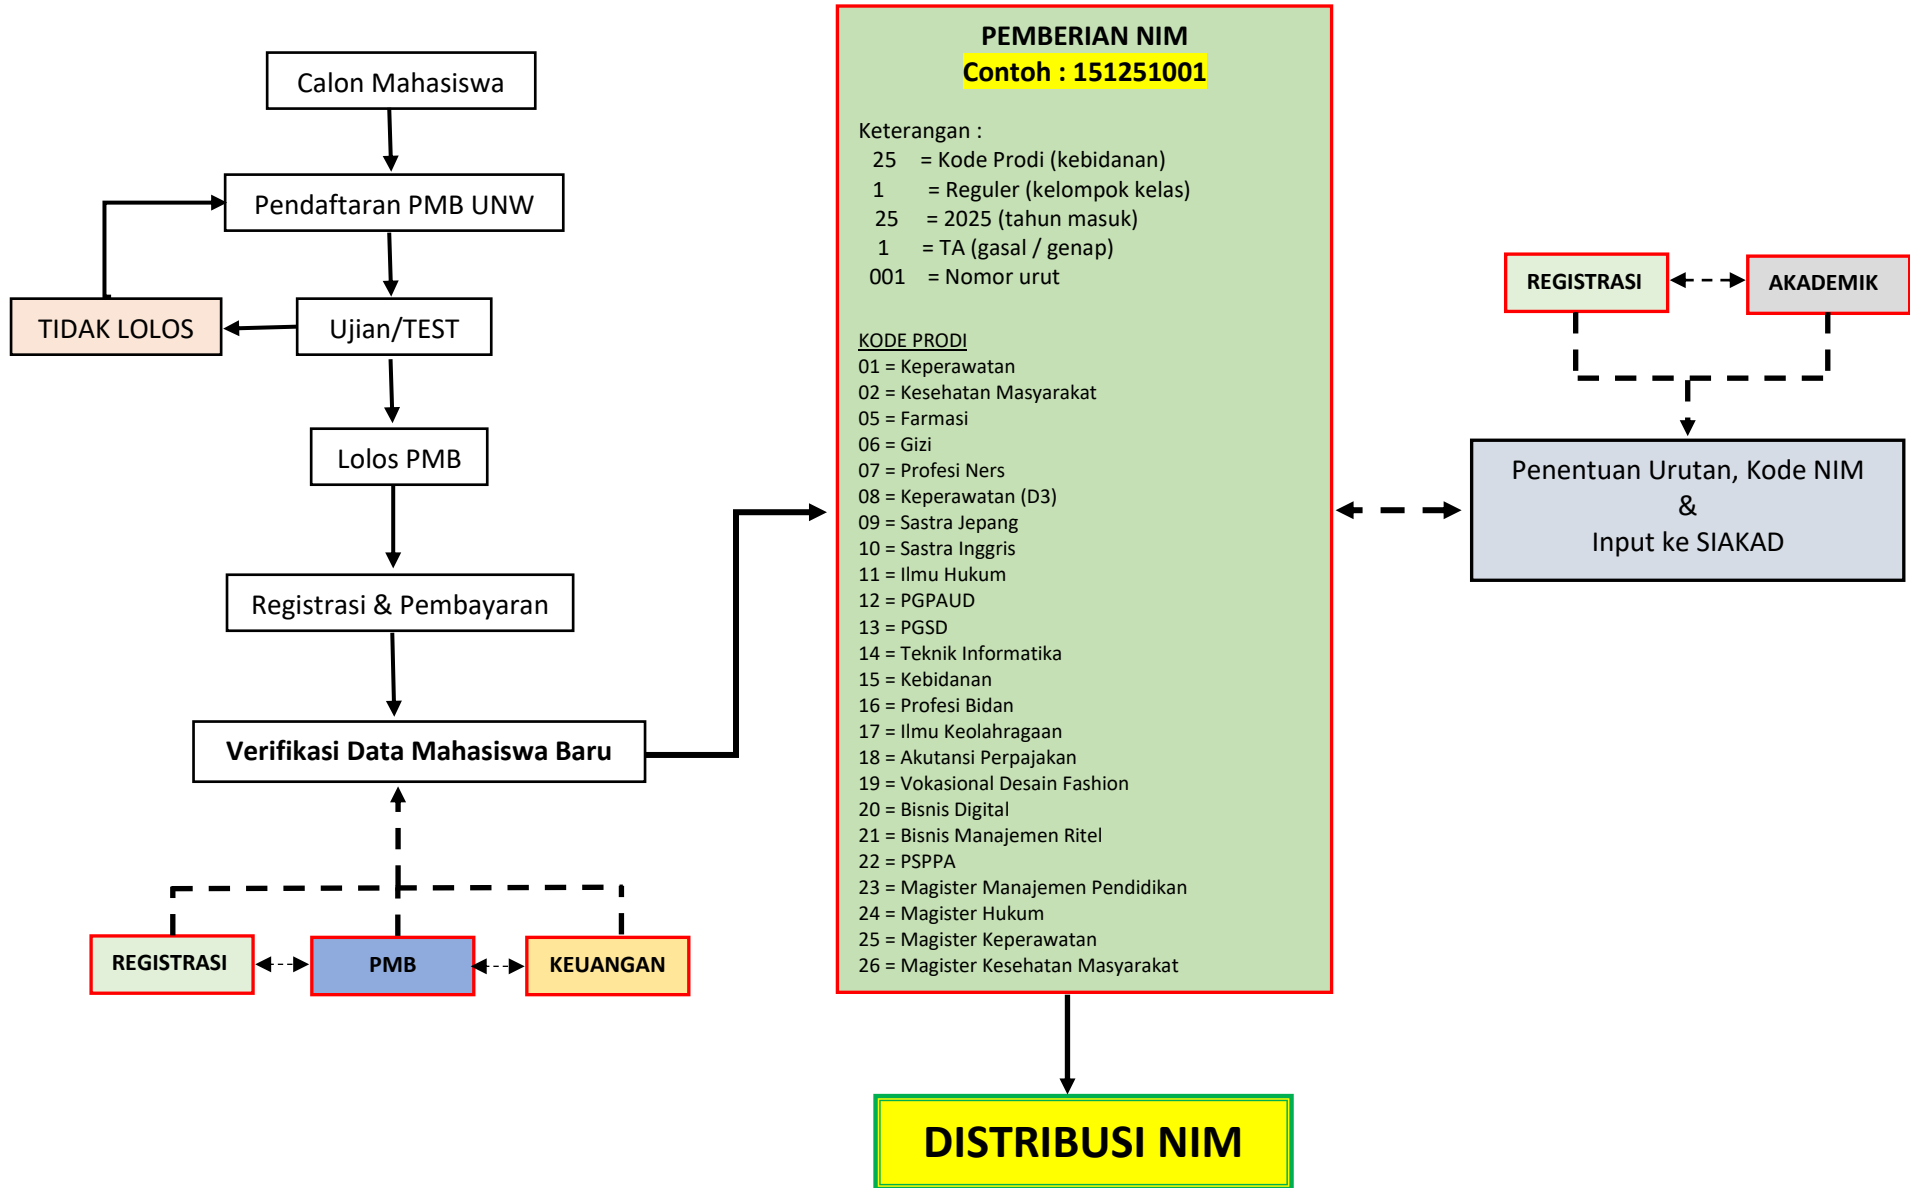 Calon Mahasiswa
Pendaftaran PMB UNW
TIDAK LOLOS
Ujian/TEST
Lolos PMB
Registrasi & Pembayaran
Verifikasi Data Mahasiswa Baru
REGISTRASI
PMB
KEUANGAN
PEMBERIAN NIM
Contoh : 151251001
Keterangan :
25 = Kode Prodi (kebidanan)
1 = Reguler (kelompok kelas)
25 = 2025 (tahun masuk)
1 = TA (gasal / genap)
001 = Nomor urut
KODE PRODI
01 = Keperawatan
02 = Kesehatan Masyarakat
05 = Farmasi
06 = Gizi
07 = Profesi Ners
08 = Keperawatan (D3)
09 = Sastra Jepang
10 = Sastra Inggris
11 = Ilmu Hukum
12 = PGPAUD
13 = PGSD
14 = Teknik Informatika
15 = Kebidanan
16 = Profesi Bidan
17 = Ilmu Keolahragaan
18 = Akutansi Perpajakan
19 = Vokasional Desain Fashion
20 = Bisnis Digital
21 = Bisnis Manajemen Ritel
22 = PSPPA
23 = Magister Manajemen Pendidikan
24 = Magister Hukum
25 = Magister Keperawatan
26 = Magister Kesehatan Masyarakat
DISTRIBUSI NIM
REGISTRASI
AKADEMIK
Penentuan Urutan, Kode NIM
&
Input ke SIAKAD